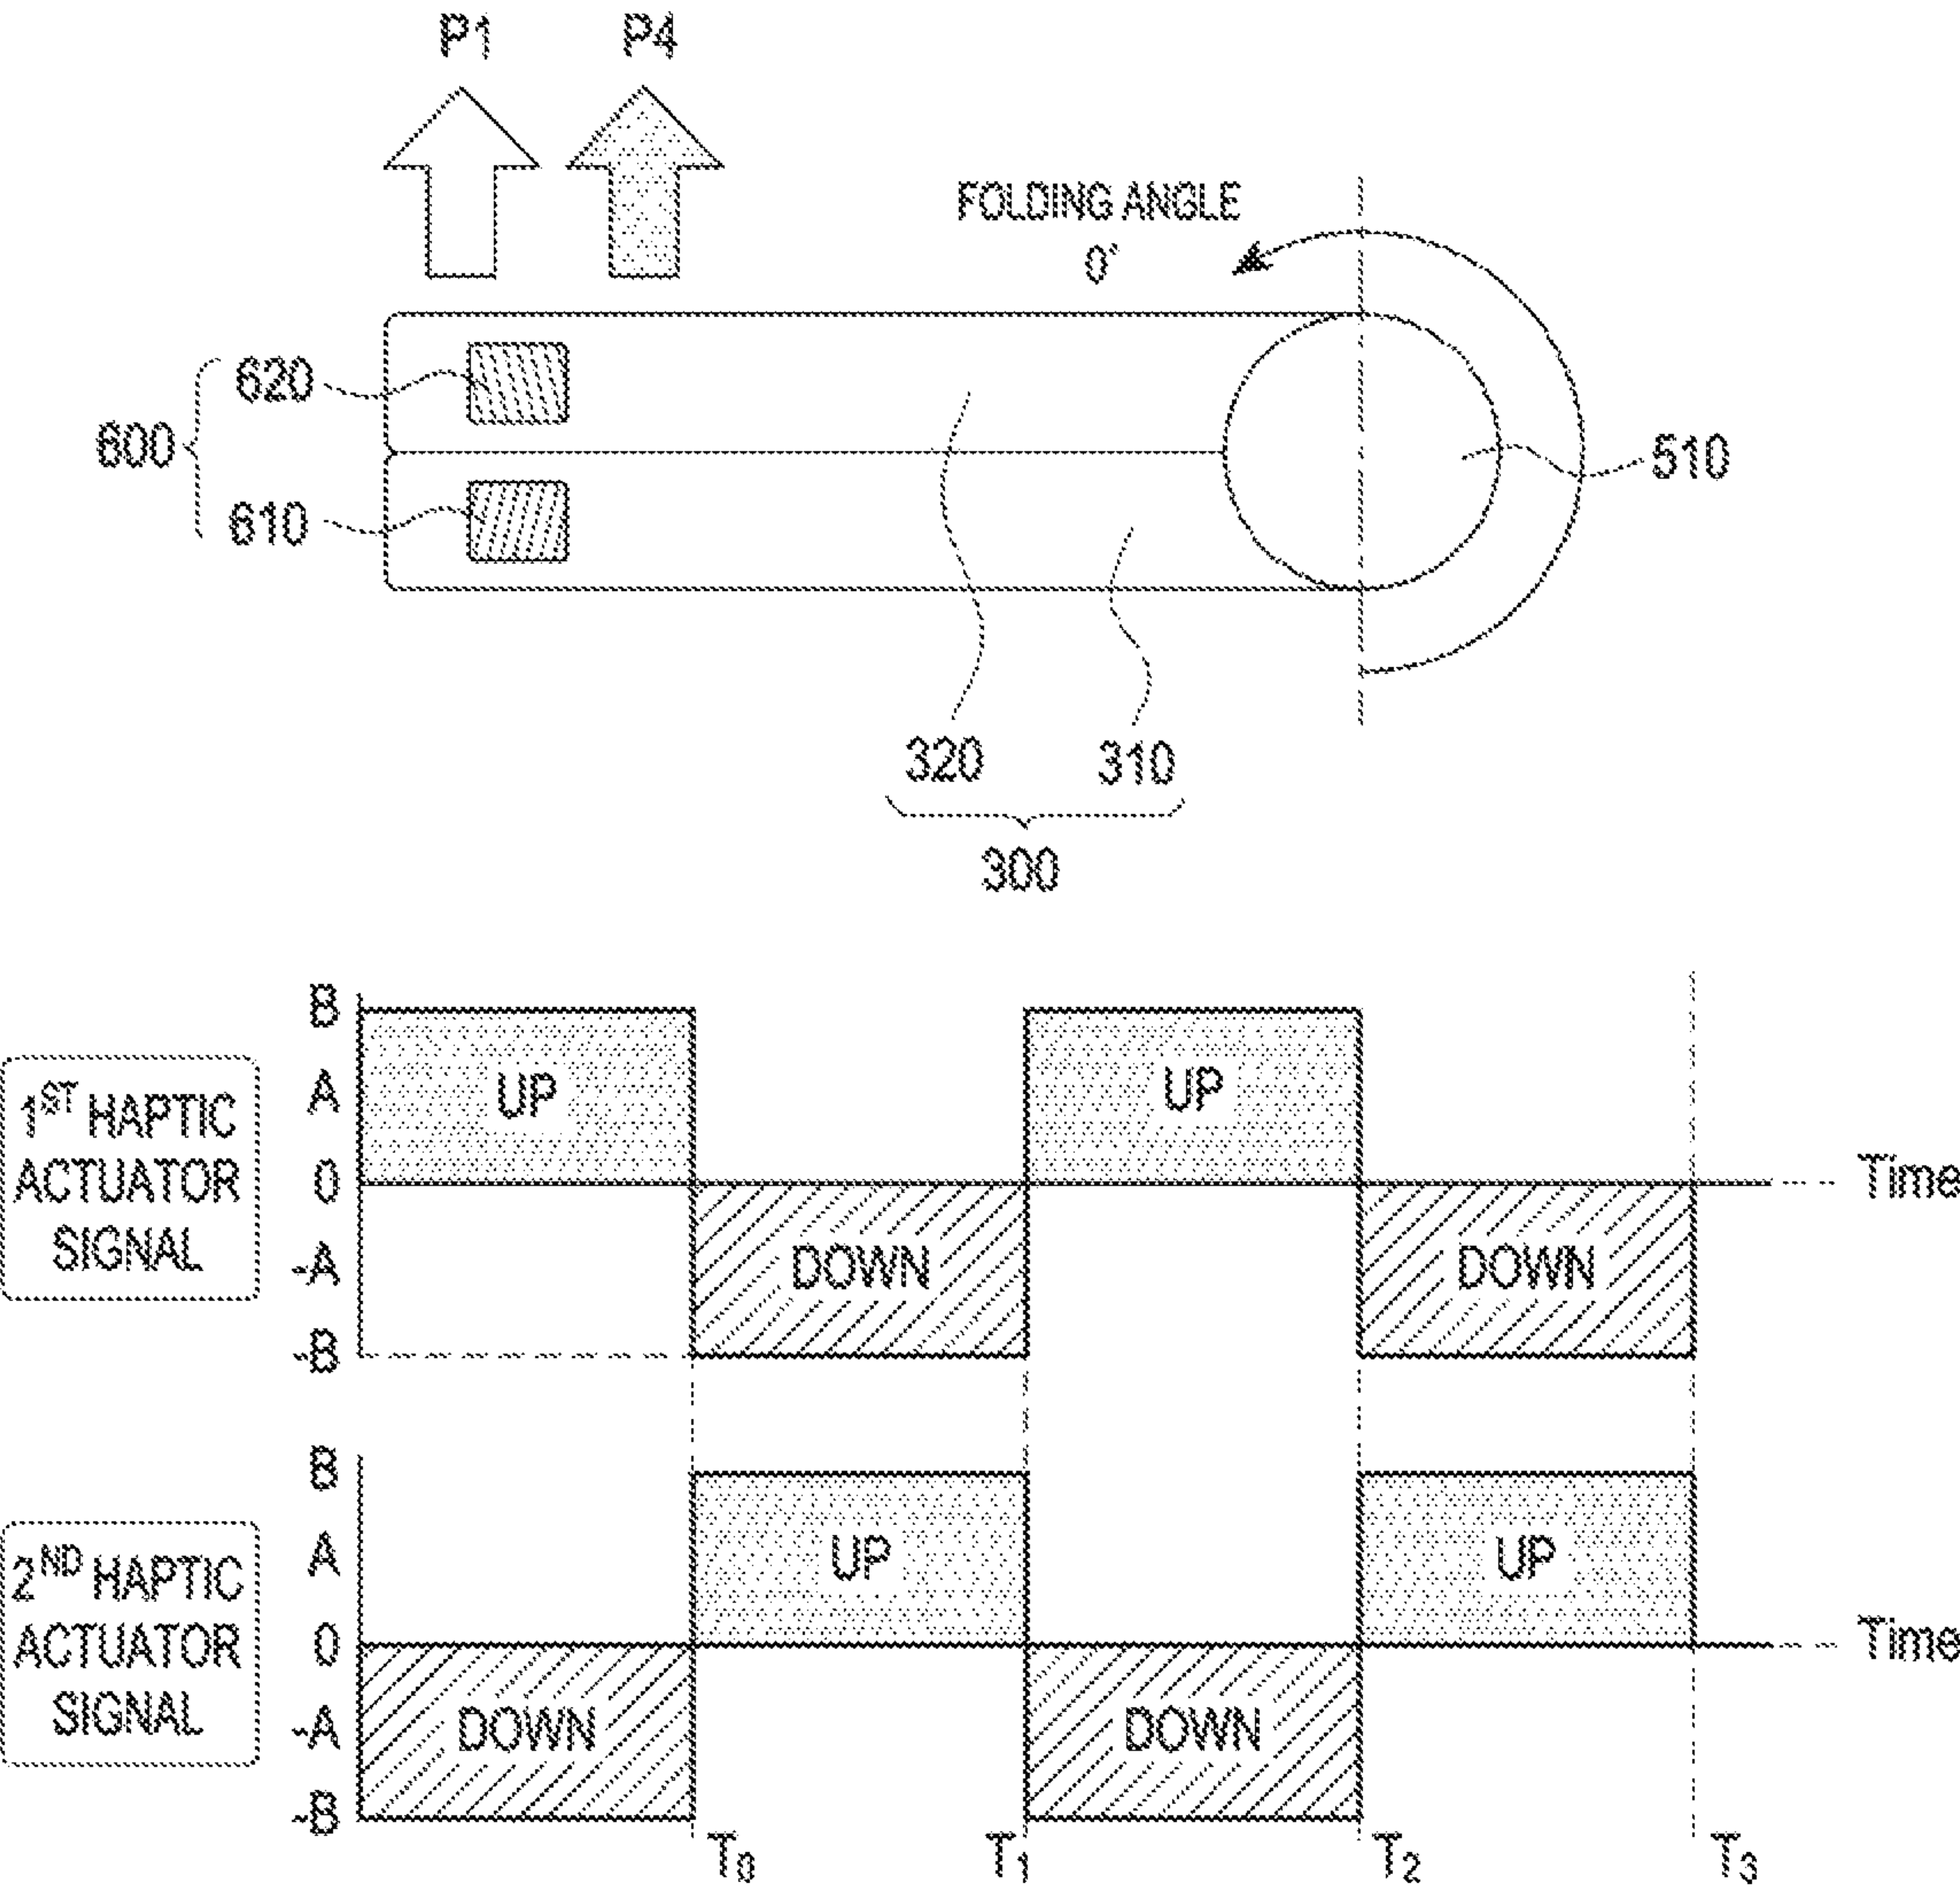 P1 P4
FOLDING ANGLE
0°
620
600
610
510
320 310
300
B
A
0
-A
-B
1ST HAPTIC
ACTUATOR
SIGNAL
UP
DOWN
UP
DOWN
Time
B
A
0
-A
-B
2ND HAPTIC
ACTUATOR
SIGNAL
DOWN
UP
DOWN
UP
Time
T0 T1 T2 T3